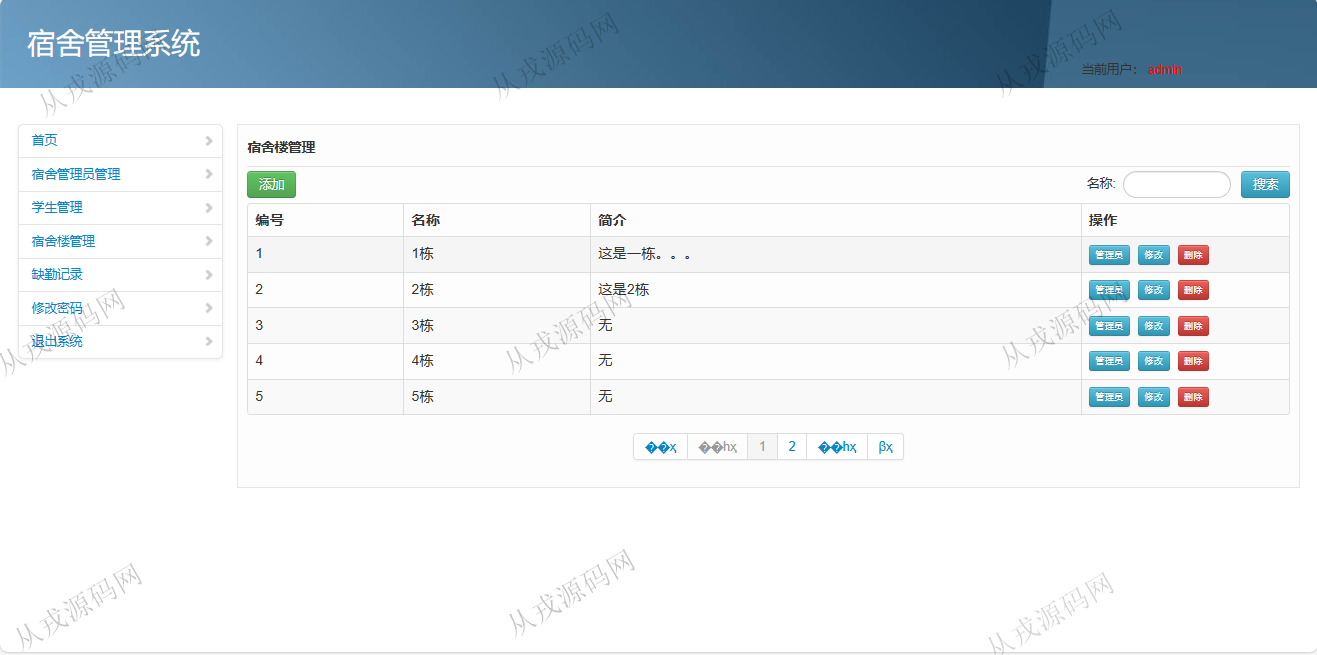 宿舍管理系统
当前用户： admin
首页
宿舍管理员管理
学生管理
宿舍楼管理
缺勤记录
修改密码
退出系统
宿舍楼管理
添加 名称: 搜索
编号 名称 简介 操作
1 1栋 这是一栋。。。 管理员 修改 删除
2 2栋 这是2栋 管理员 修改 删除
3 3栋 无 管理员 修改 删除
4 4栋 无 管理员 修改 删除
5 5栋 无 管理员 修改 删除
��ҳ ��һҳ 1 2 ��һҳ βҳ
从戎源码网
从戎源码网
从戎源码网
从戎源码网
从戎源码网
从戎源码网
从戎源码网
从戎源码网
从戎源码网